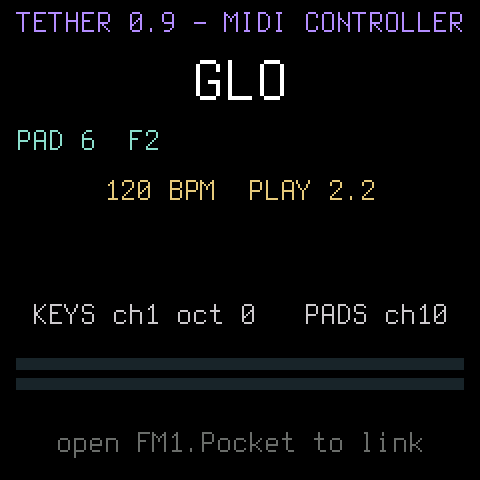 TETHER 0.9 - MIDI CONTROLLER
GLO
PAD 6  F2
120 BPM  PLAY 2.2
KEYS ch1 oct 0   PADS ch10
open FM1.Pocket to link